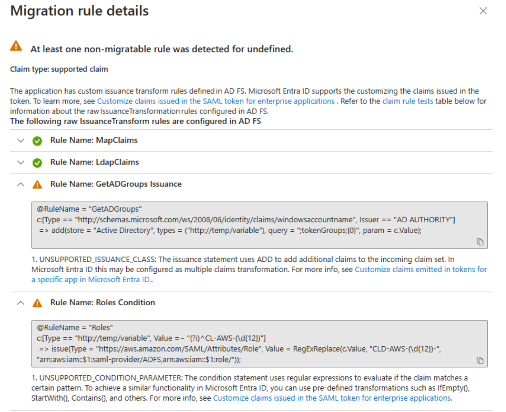 Migration rule details
At least one non-migratable rule was detected for undefined.
Claim type: supported claim
The application has custom issuance transform rules defined in AD FS. Microsoft Entra ID supports the customizing the claims issued in the
token. To learn more, see Customize claims issued in the SAML token for enterprise applications . Refer to the claim rule tests table below for
information about the raw IssuanceTransform rules configured in AD FS.
The following raw IssuanceTransform rules are configured in AD FS
Rule Name: MapClaims
Rule Name: LdapClaims
Rule Name: GetADGroups Issuance
@RuleName = "GetADGroups"
c:[Type == "http://schemas.microsoft.com/ws/2008/06/identity/claims/windowsaccountname", Issuer == "AD AUTHORITY"]
=> add(store = "Active Directory", types = ("http://temp/variable"), query = ";tokenGroups;{0}", param = c.Value);
1. UNSUPPORTED_ISSUANCE_CLASS: The issuance statement uses ADD to add additional claims to the incoming claim set. In
Microsoft Entra ID this may be configured as multiple claims transformation. For more info, see Customize claims emitted in tokens for
a specific app in Microsoft Entra ID..
Rule Name: Roles Condition
@RuleName = "Roles"
c:[Type == "http://temp/variable", Value =~ "(?i)^CL-AWS-(\d{12})"]
=> issue(Type = "https://aws.amazon.com/SAML/Attributes/Role", Value = RegExReplace(c.Value, "CLD-AWS-(\d{12})-",
"arn:aws:iam::$1:saml-provider/ADFS,arn:aws:iam::$1:role/"));
1. UNSUPPORTED_CONDITION_PARAMETER: The condition statement uses regular expressions to evaluate if the claim matches a
certain pattern. To achieve a similar functionality in Microsoft Entra ID, you can use pre-defined transformations such as IfEmpty(),
StartWith(), Contains(), and others. For more info, see Customize claims issued in the SAML token for enterprise applications.